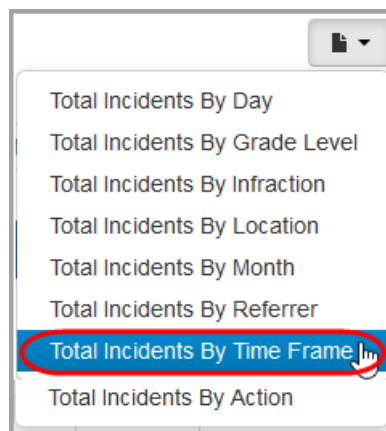 Total Incidents By Day
Total Incidents By Grade Level
Total Incidents By Infraction
Total Incidents By Location
Total Incidents By Month
Total Incidents By Referrer
Total Incidents By Time Frame
Total Incidents By Action